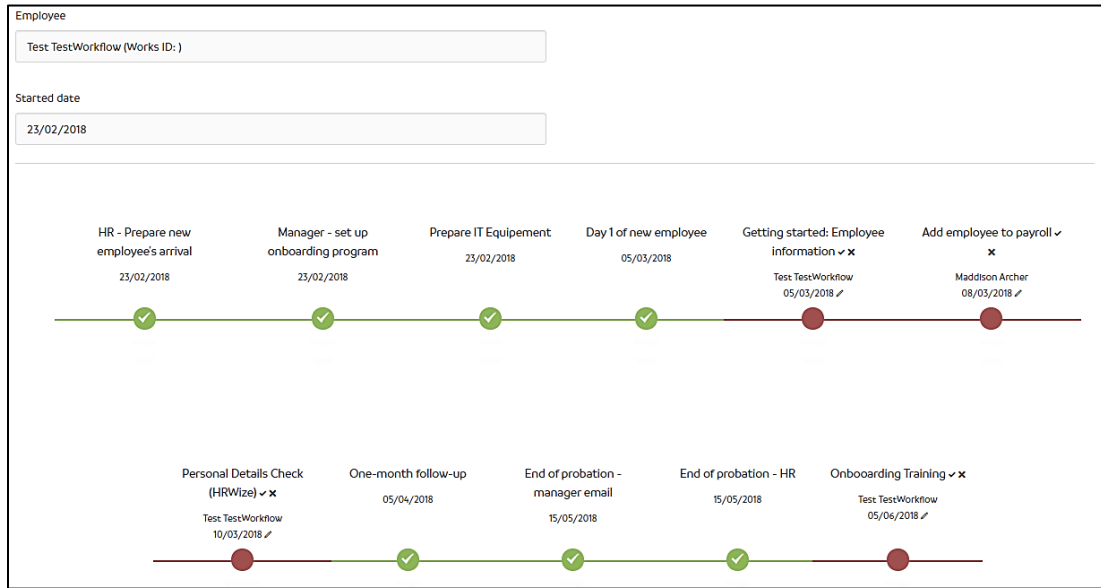 Employee
Test TestWorkflow (Works ID: )
Started date
23/02/2018
HR - Prepare new
employee's arrival
23/02/2018
Manager - set up
onboarding program
23/02/2018
Prepare IT Equipement
23/02/2018
Day 1 of new employee
05/03/2018
Getting started: Employee
information ✓ ✗
Test TestWorkflow
05/03/2018
Add employee to payroll ✓
✗
Maddison Archer
08/03/2018
Personal Details Check
(HRWize) ✓ ✗
Test TestWorkflow
10/03/2018
One-month follow-up
05/04/2018
End of probation -
manager email
15/05/2018
End of probation - HR
15/05/2018
Onbooarding Training ✓ ✗
Test TestWorkflow
05/06/2018